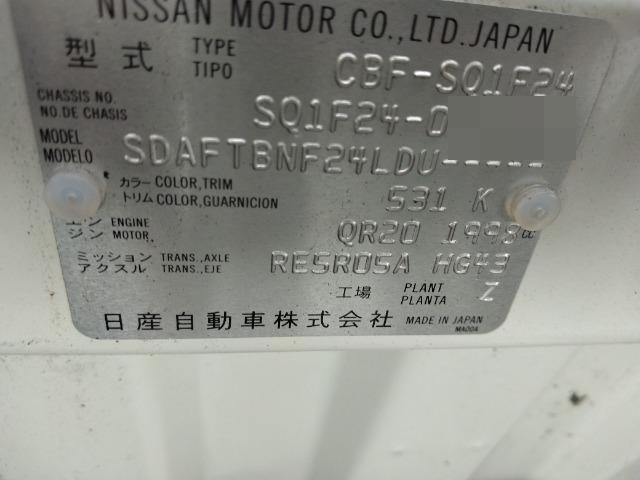 NISSAN MOTOR CO.,LTD.JAPAN
型式 TYPE TIPO CBF-SQ1F24
CHASSIS NO. NO.DE CHASIS SQ1F24-0
MODEL MODELO SDAFTBNF24LDU-----
* カラー COLOR,TRIM トリム COLOR,GUARNICION 531 K
エンジン ENGINE MOTOR. QR20 1998 CC
ミッション TRANS.,AXLE アクスル TRANS.,EJE RE5R05A HG43
工場 PLANT PLANTA Z
日産自動車株式会社 MADE IN JAPAN
MA00A